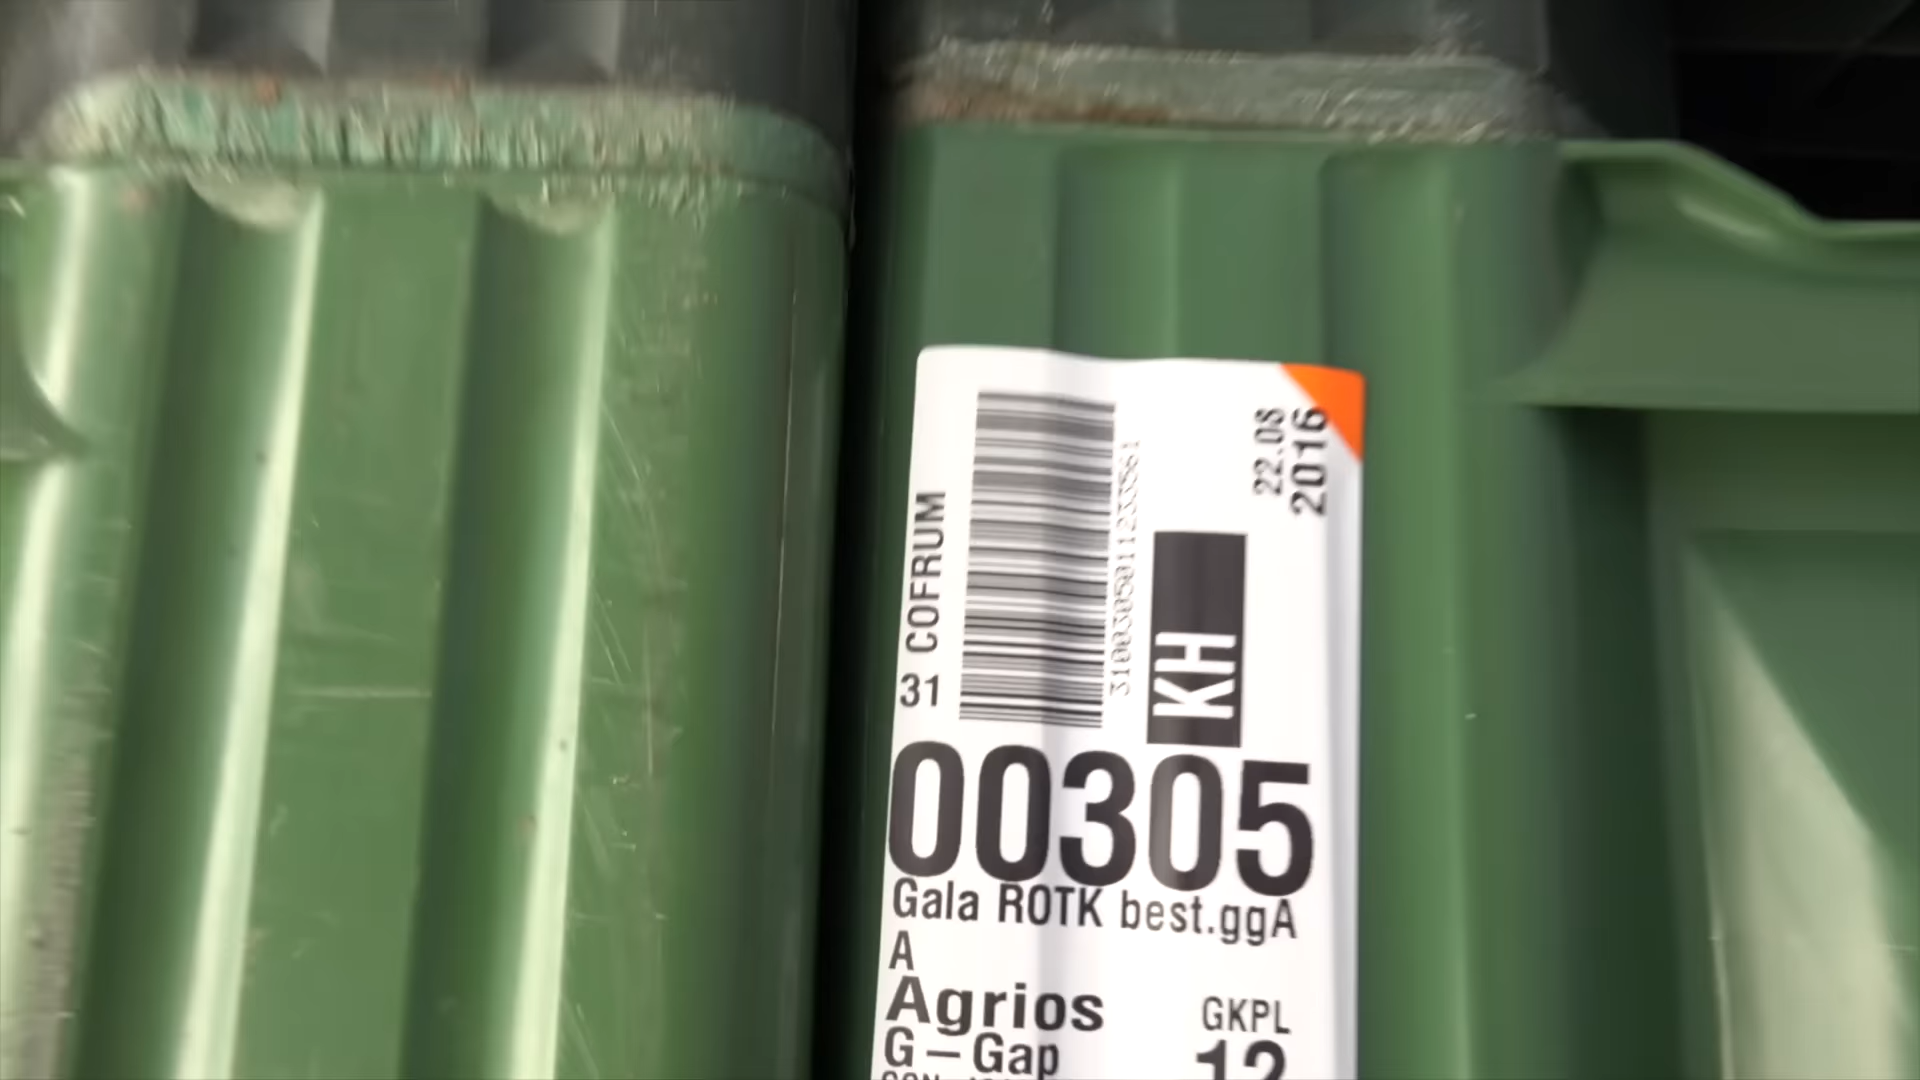 31 COFRUM
22.08
2016
KH
00305
Gala ROTK best.ggA
A
Agrios
GKPL
G-Gap
12